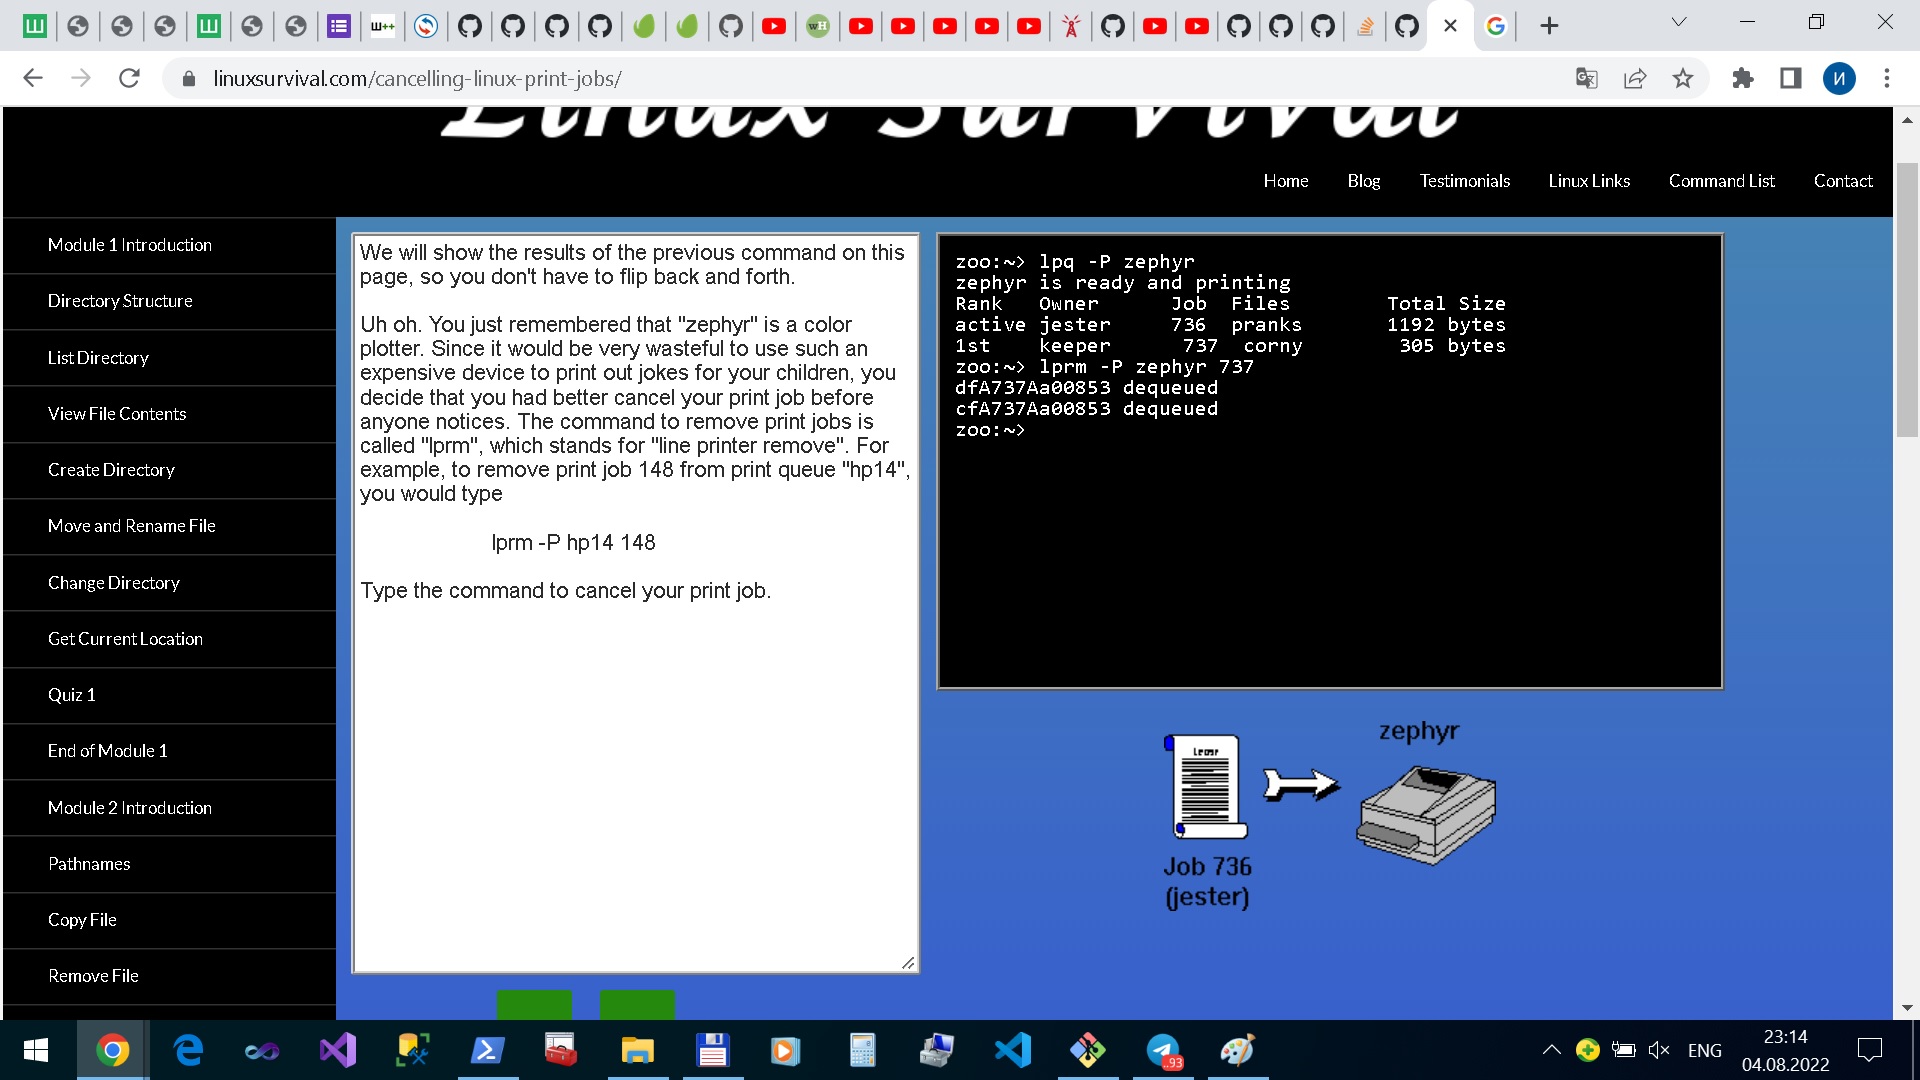 Ш
Ш
Ш++
wH
И
linuxsurvival.com/cancelling-linux-print-jobs/
Linux Survival
Home Blog Testimonials Linux Links Command List Contact
Module 1 Introduction
Directory Structure
List Directory
View File Contents
Create Directory
Move and Rename File
Change Directory
Get Current Location
Quiz 1
End of Module 1
Module 2 Introduction
Pathnames
Copy File
Remove File
We will show the results of the previous command on this
page, so you don't have to flip back and forth.
Uh oh. You just remembered that "zephyr" is a color
plotter. Since it would be very wasteful to use such an
expensive device to print out jokes for your children, you
decide that you had better cancel your print job before
anyone notices. The command to remove print jobs is
called "lprm", which stands for "line printer remove". For
example, to remove print job 148 from print queue "hp14",
you would type
lprm -P hp14 148
Type the command to cancel your print job.
zoo:~> lpq -P zephyr
zephyr is ready and printing
Rank Owner Job Files Total Size
active jester 736 pranks 1192 bytes
1st keeper 737 corny 305 bytes
zoo:~> lprm -P zephyr 737
dfA737Aa00853 dequeued
cfA737Aa00853 dequeued
zoo:~>
zephyr
Job 736
(jester)
93
ENG
23:14
04.08.2022